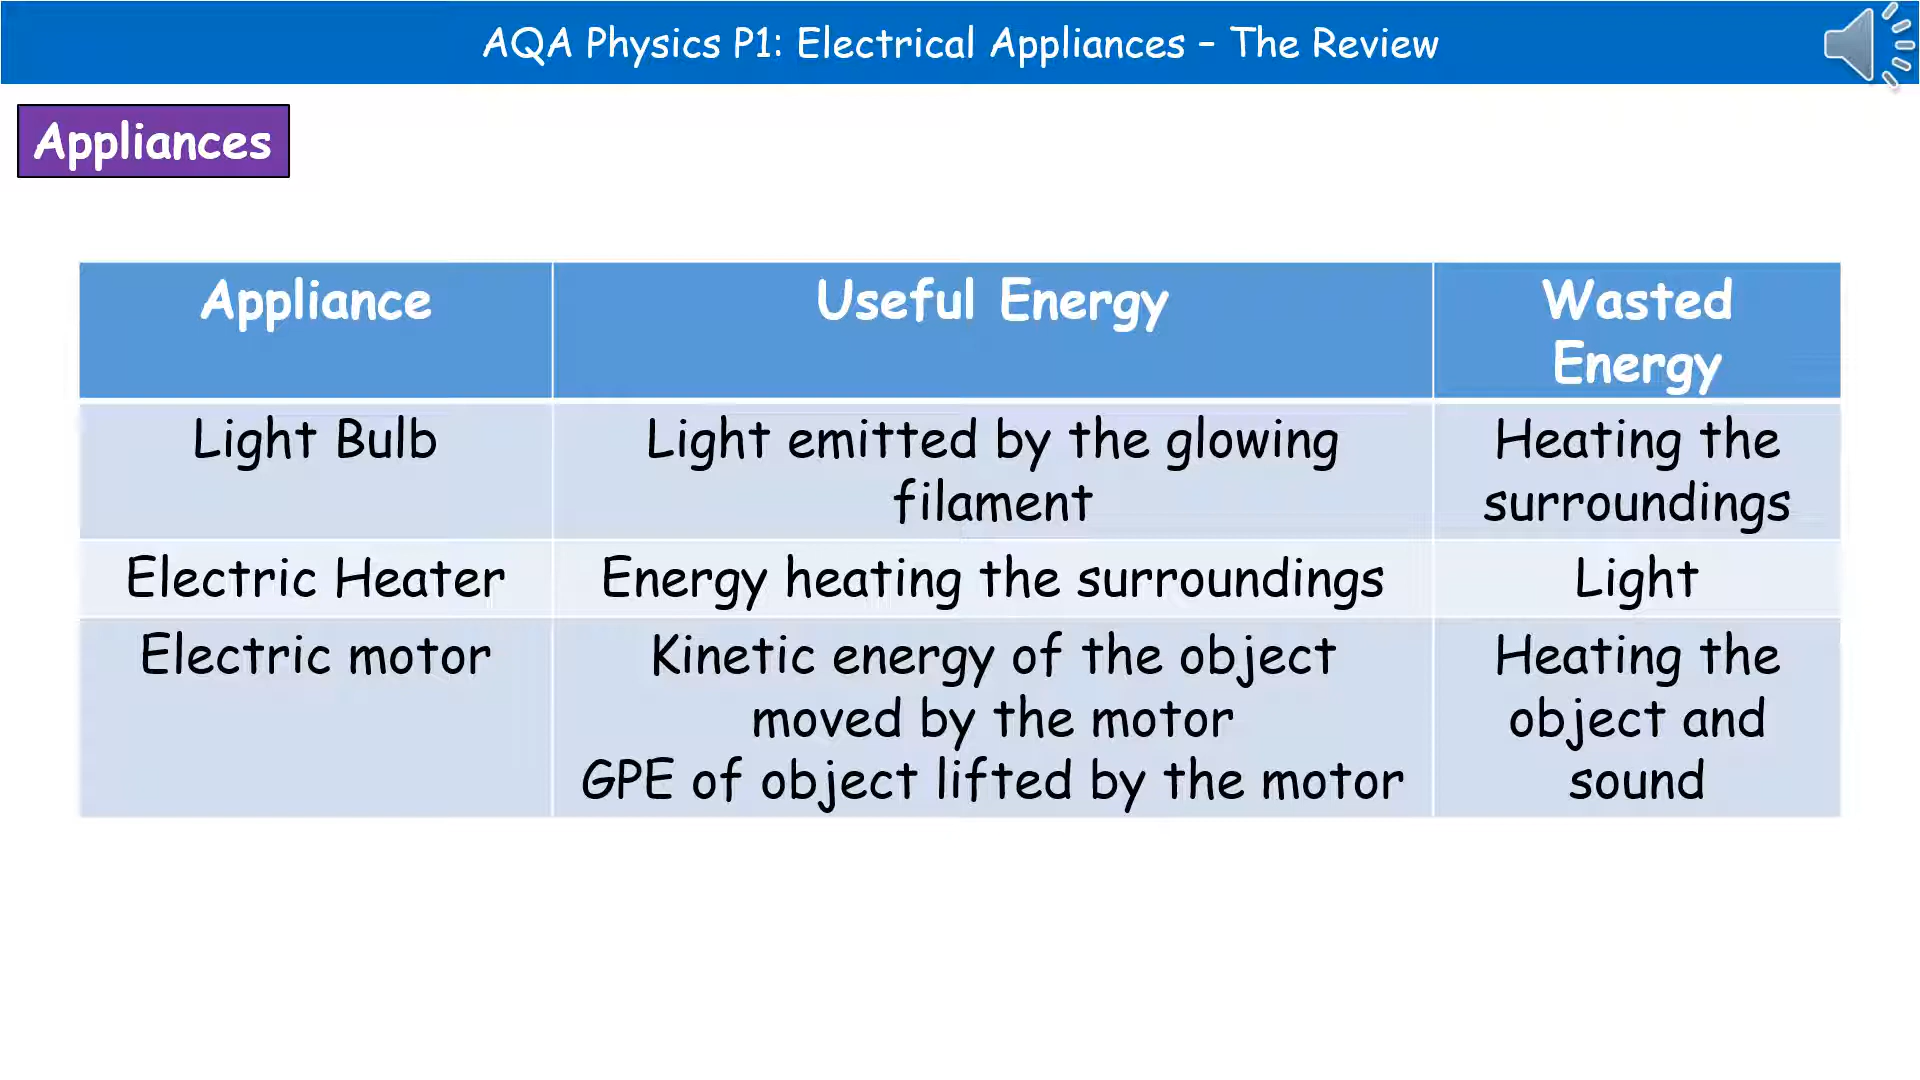 AQA Physics P1: Electrical Appliances – The Review
Appliances
Appliance
Useful Energy
Wasted
Energy
Light Bulb
Light emitted by the glowing
filament
Heating the
surroundings
Electric Heater
Energy heating the surroundings
Light
Electric motor
Kinetic energy of the object
moved by the motor
GPE of object lifted by the motor
Heating the
object and
sound